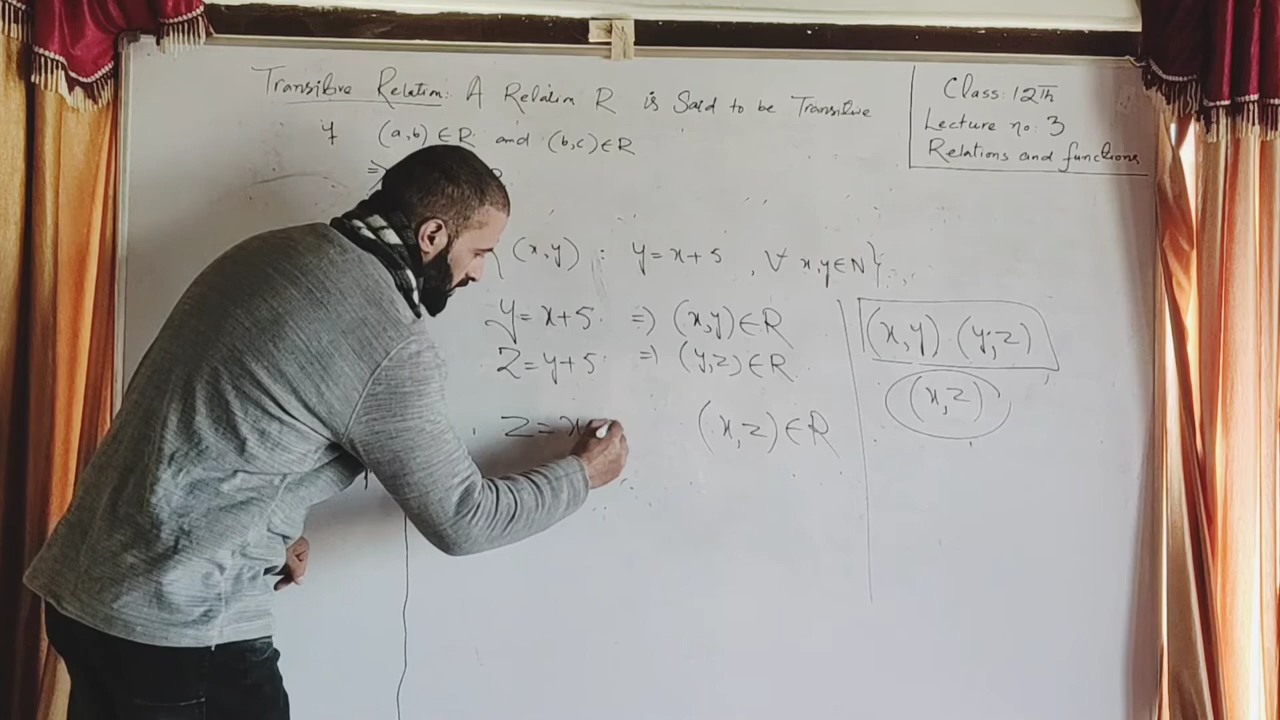 Transitive Relation: A Relation R is Said to be Transitive
if (a,b) ∈ R and (b,c) ∈ R
⇒
Class: 12th
Lecture no: 3
Relations and functions
(x,y) : y = x+5 , ∀ x,y ∈ N}
y = x+5 ⇒ (x,y) ∈ R
z = y+5 ⇒ (y,z) ∈ R
z = x (x,z) ∈ R
(x,y) (y,z)
(x,z)